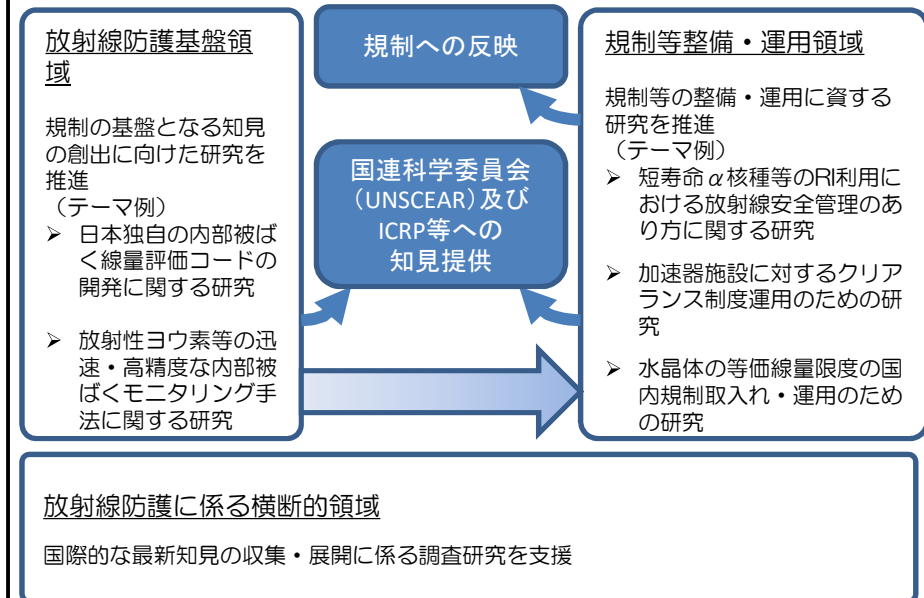 放射線防護基盤領
域
規制の基盤となる知見
の創出に向けた研究を
推進
（テーマ例）
➢ 日本独自の内部被ば
く線量評価コードの
開発に関する研究
➢ 放射性ヨウ素等の迅
速・高精度な内部被
ばくモニタリング手
法に関する研究
規制への反映
国連科学委員会
（UNSCEAR）及び
ICRP等への
知見提供
規制等整備・運用領域
規制等の整備・運用に資する
研究を推進
（テーマ例）
➢ 短寿命α核種等のRI利用に
おける放射線安全管理のあ
り方に関する研究
➢ 加速器施設に対するクリア
ランス制度運用のための研
究
➢ 水晶体の等価線量限度の国
内規制取入れ・運用のため
の研究
放射線防護に係る横断的領域
国際的な最新知見の収集・展開に係る調査研究を支援